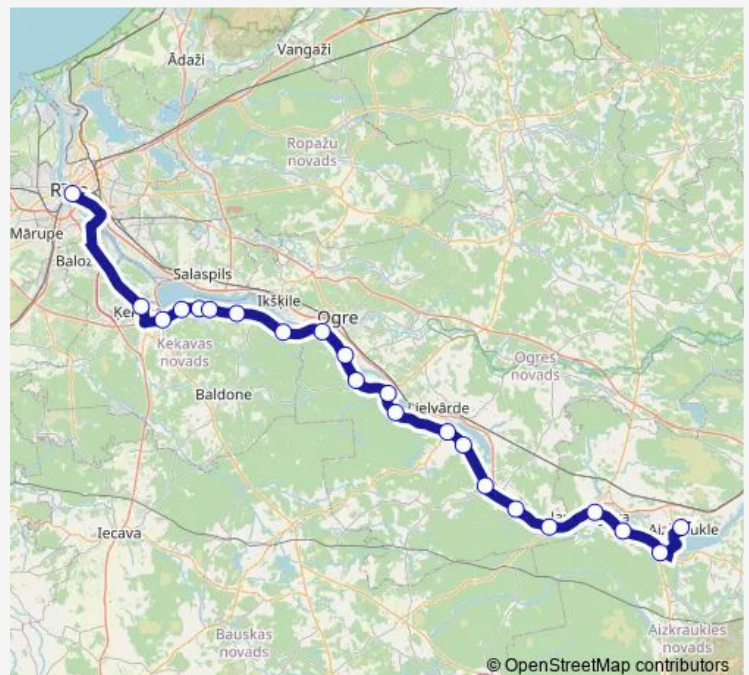 Ādaži
Vangaži
Ropažu
novads
Mārupe
Salaspils
Ikšķile
Ogre
Ķekavas
novads
Ogres
novads
Baldone
Iecava
Bauskas
novads
Aizkraukles
novads
© OpenStreetMap contributors